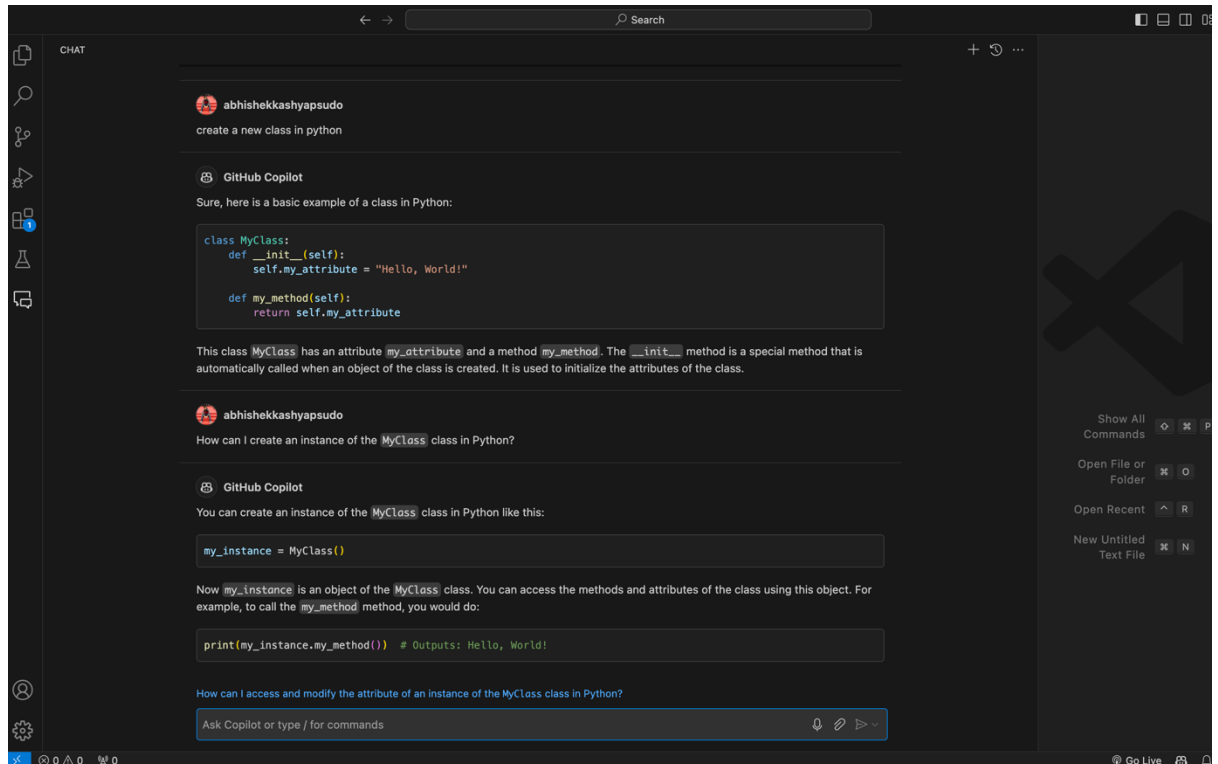 Search
CHAT
abhishekkashyapsudo
create a new class in python
GitHub Copilot
Sure, here is a basic example of a class in Python:
class MyClass:
    def __init__(self):
        self.my_attribute = "Hello, World!"
    def my_method(self):
        return self.my_attribute
This class MyClass has an attribute my_attribute and a method my_method. The __init__ method is a special method that is
automatically called when an object of the class is created. It is used to initialize the attributes of the class.
abhishekkashyapsudo
How can I create an instance of the MyClass class in Python?
GitHub Copilot
You can create an instance of the MyClass class in Python like this:
my_instance = MyClass()
Now my_instance is an object of the MyClass class. You can access the methods and attributes of the class using this object. For
example, to call the my_method method, you would do:
print(my_instance.my_method())  # Outputs: Hello, World!
How can I access and modify the attribute of an instance of the MyClass class in Python?
Ask Copilot or type / for commands
Show All
Commands ⇧ ⌘ P
Open File or
Folder ⌘ O
Open Recent ⌃ R
New Untitled
Text File ⌘ N
1
0 0 0
Go Live